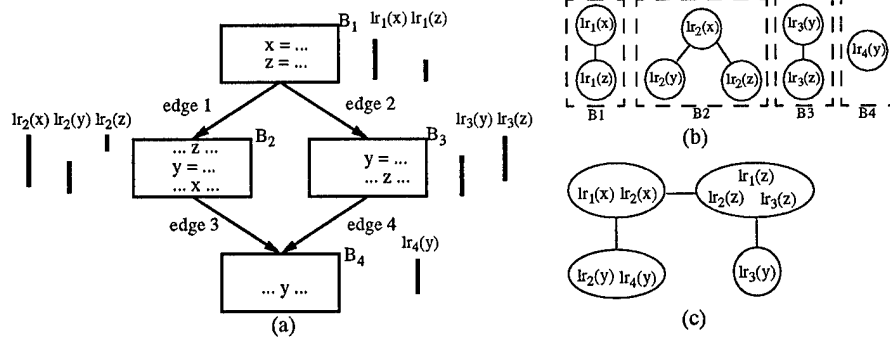 B1 lr1(x) lr1(z)
x = ...
z = ...
edge 1
edge 2
lr2(x) lr2(y) lr2(z)
B2
... z ...
y = ...
... x ...
B3
y = ...
... z ...
lr3(y) lr3(z)
edge 3
edge 4
B4
lr4(y)
... y ...
(a)
lr1(x)
lr1(z)
B1
lr2(x)
lr2(y)
lr2(z)
B2
lr3(y)
lr3(z)
B3
lr4(y)
B4
(b)
lr1(x) lr2(x)
lr1(z)
lr2(z) lr3(z)
lr2(y) lr4(y)
lr3(y)
(c)